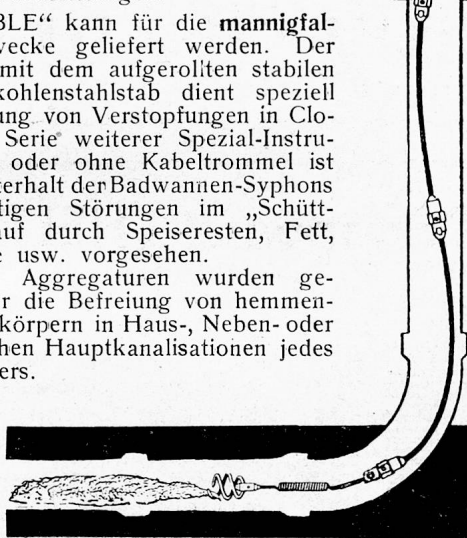 BLE“ kann für die mannigfal-
wecke geliefert werden. Der
mit dem aufgerollten stabilen
kohlenstahlstab dient speziell
ung von Verstopfungen in Clo-
Serie weiterer Spezial-Instru-
oder ohne Kabeltrommel ist
terhalt der Badwannen-Syphons
tigen Störungen im „Schütt-
auf durch Speiseresten, Fett,
usw. vorgesehen.
Aggregaturen wurden ge-
r die Befreiung von hemmen-
körpern in Haus-, Neben- oder
hen Hauptkanalisationen jedes
ers.